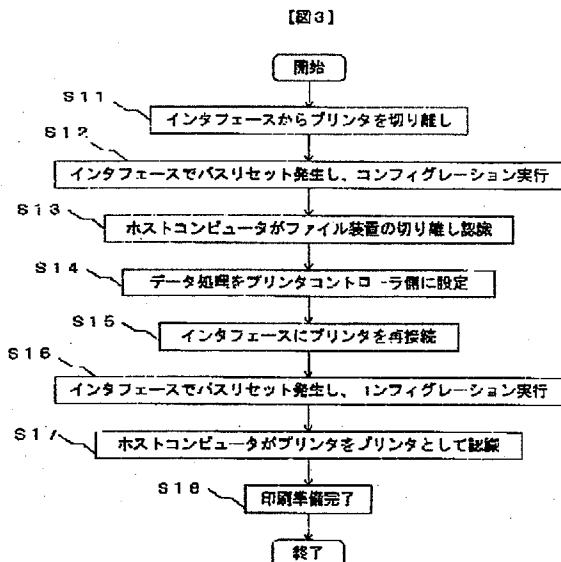 【図3】
開始
S11
インタフェースからプリンタを切り離し
S12
インタフェースでバスリセット発生し、コンフィグレーション実行
S13
ホストコンピュータがファイル装置の切り離し認識
S14
データ処理をプリンタコントローラ側に設定
S15
インタフェースにプリンタを再接続
S16
インタフェースでバスリセット発生し、コンフィグレーション実行
S17
ホストコンピュータがプリンタをプリンタとして認識
S18
印刷準備完了
終了